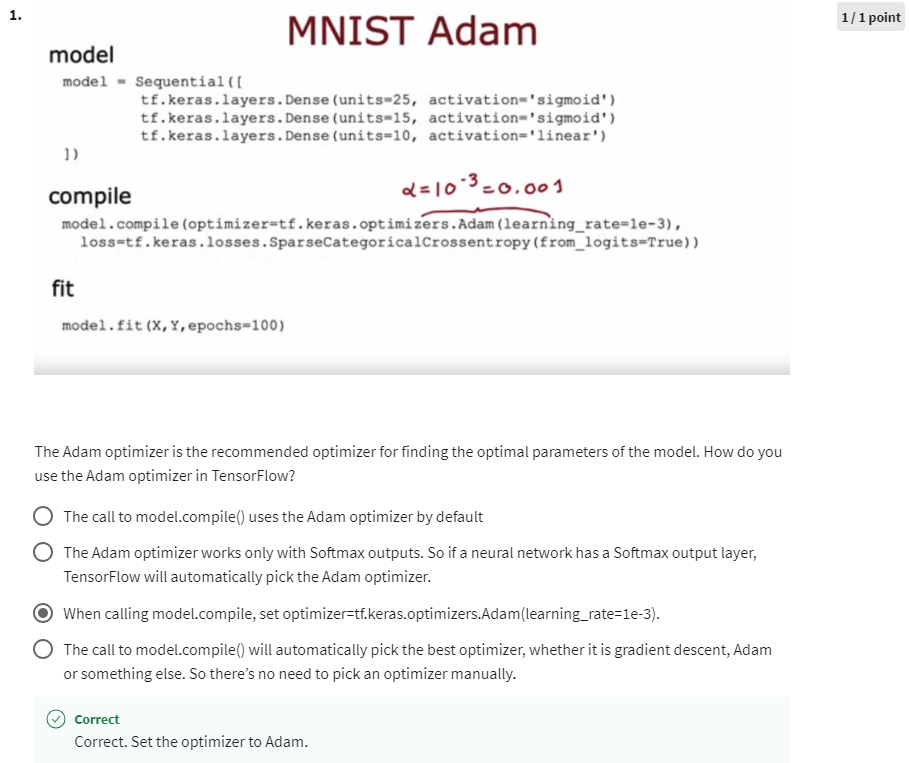 1.
1 / 1 point
MNIST Adam
model
model = Sequential([
tf.keras.layers.Dense(units=25, activation='sigmoid')
tf.keras.layers.Dense(units=15, activation='sigmoid')
tf.keras.layers.Dense(units=10, activation='linear')
])
α=10⁻³=0.001
compile
model.compile(optimizer=tf.keras.optimizers.Adam(learning_rate=1e-3),
loss=tf.keras.losses.SparseCategoricalCrossentropy(from_logits=True))
fit
model.fit(X,Y,epochs=100)
The Adam optimizer is the recommended optimizer for finding the optimal parameters of the model. How do you
use the Adam optimizer in TensorFlow?
The call to model.compile() uses the Adam optimizer by default
The Adam optimizer works only with Softmax outputs. So if a neural network has a Softmax output layer,
TensorFlow will automatically pick the Adam optimizer.
When calling model.compile, set optimizer=tf.keras.optimizers.Adam(learning_rate=1e-3).
The call to model.compile() will automatically pick the best optimizer, whether it is gradient descent, Adam
or something else. So there’s no need to pick an optimizer manually.
Correct
Correct. Set the optimizer to Adam.